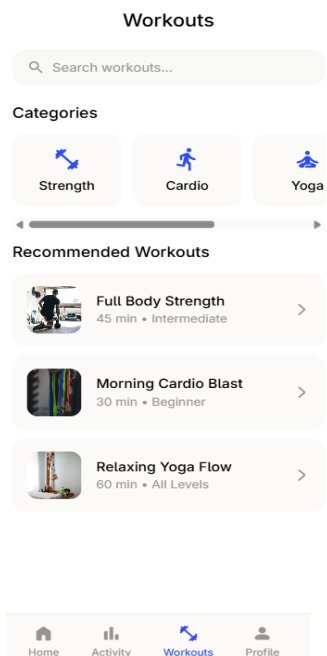 Workouts
Search workouts...
Categories
Strength
Cardio
Yoga
Recommended Workouts
Full Body Strength
45 min • Intermediate
Morning Cardio Blast
30 min • Beginner
Relaxing Yoga Flow
60 min • All Levels
Home
Activity
Workouts
Profile